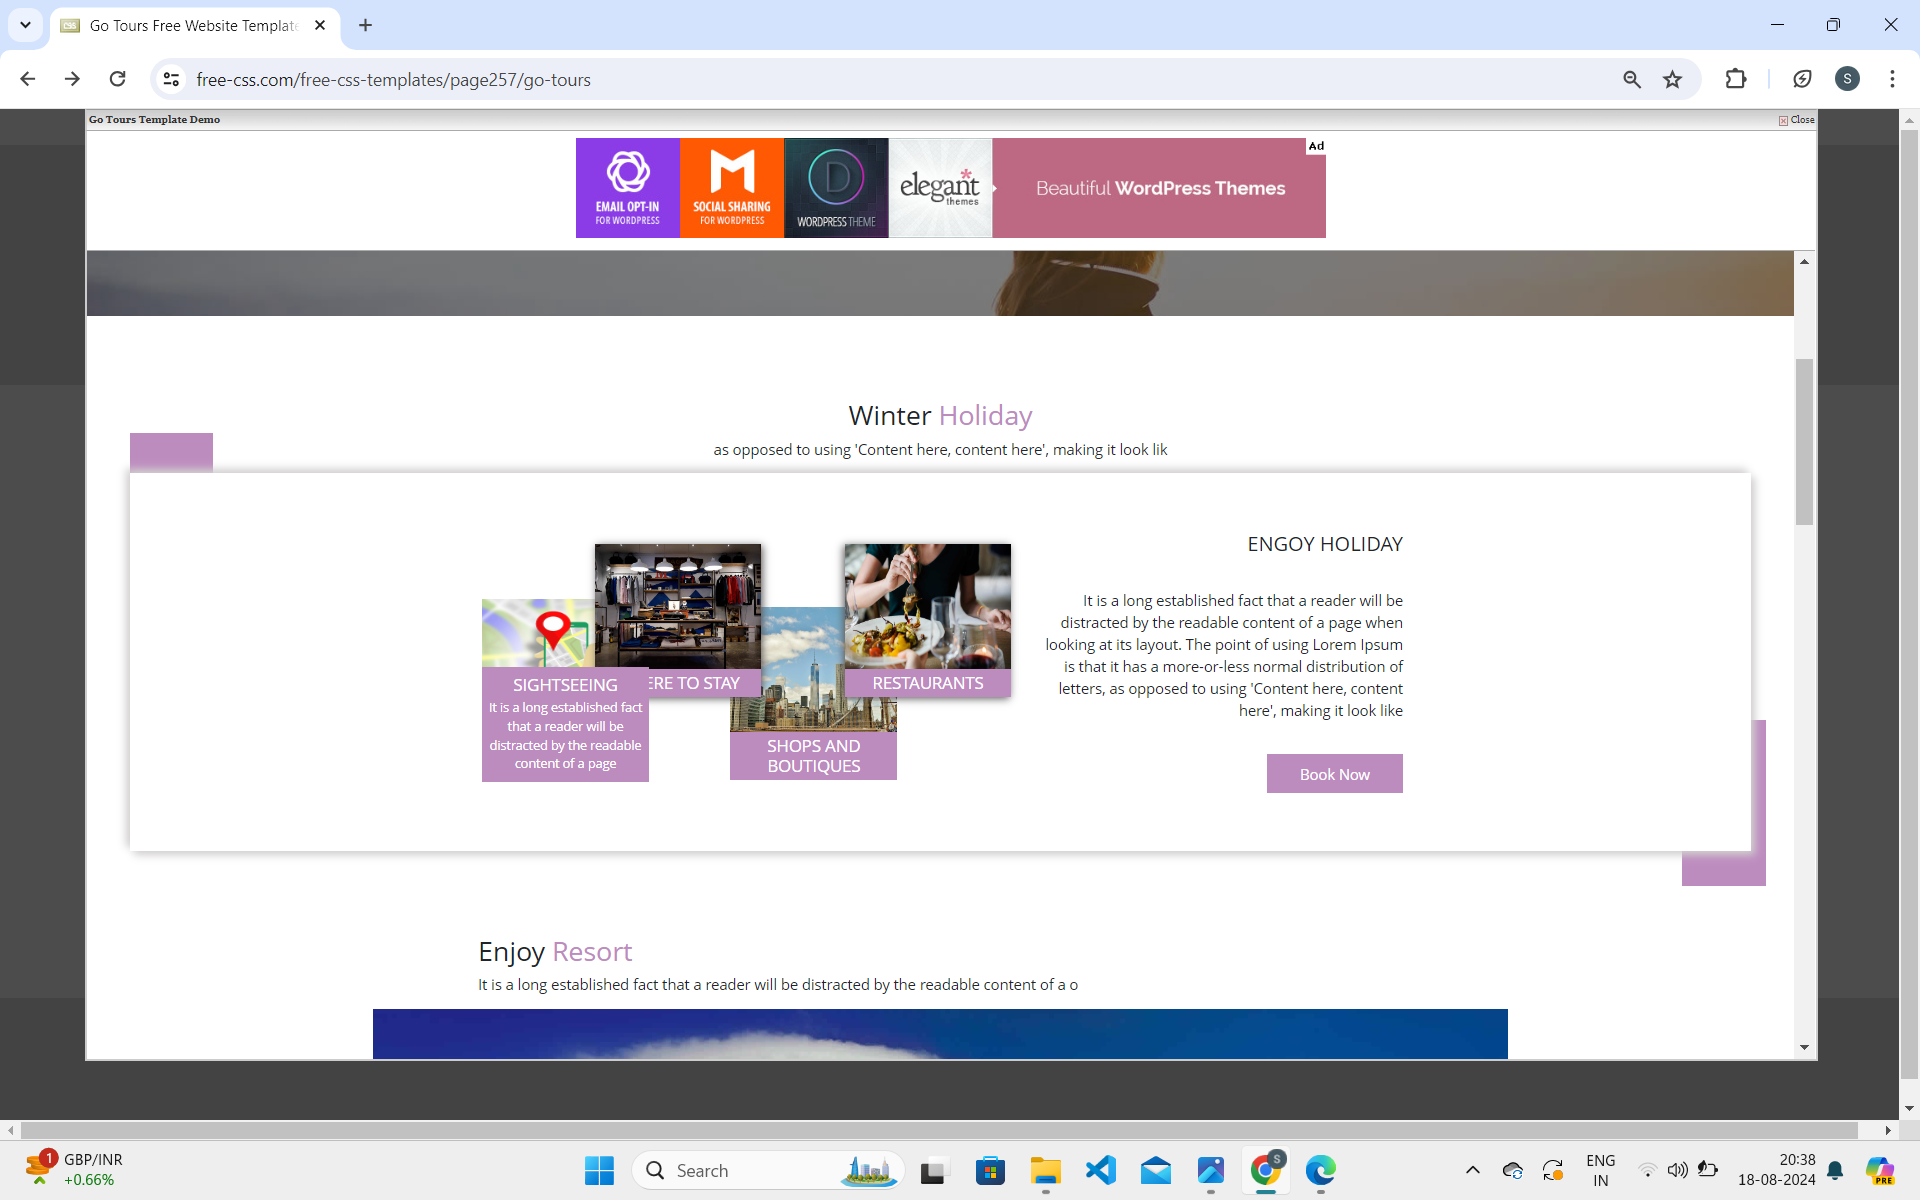 Go Tours Free Website Template
free-css.com/free-css-templates/page257/go-tours
S
Go Tours Template Demo
Close
Ad
EMAIL OPT-IN
FOR WORDPRESS
SOCIAL SHARING
FOR WORDPRESS
D
WORDPRESS THEME
elegant
themes
Beautiful WordPress Themes
Winter Holiday
as opposed to using 'Content here, content here', making it look lik
SIGHTSEEING
It is a long established fact
that a reader will be
distracted by the readable
content of a page
ERE TO STAY
SHOPS AND
BOUTIQUES
RESTAURANTS
ENGOY HOLIDAY
It is a long established fact that a reader will be
distracted by the readable content of a page when
looking at its layout. The point of using Lorem Ipsum
is that it has a more-or-less normal distribution of
letters, as opposed to using 'Content here, content
here', making it look like
Book Now
Enjoy Resort
It is a long established fact that a reader will be distracted by the readable content of a o
1
GBP/INR
+0.66%
Search
S
ENG
IN
20:38
18-08-2024
PRE